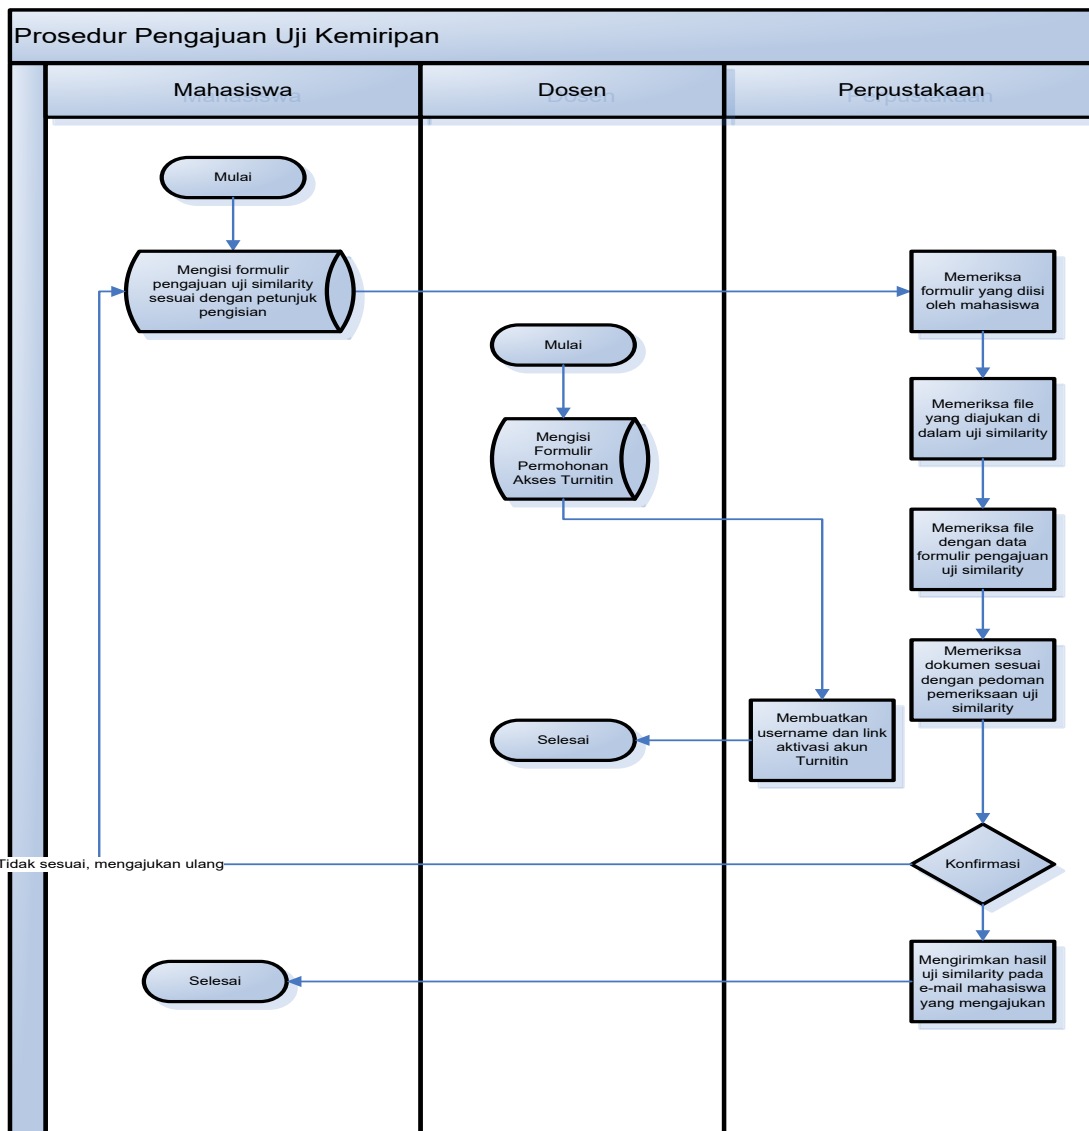 Prosedur Pengajuan Uji Kemiripan
Mahasiswa
Dosen
Perpustakaan
Mulai
Mengisi formulir
pengajuan uji similarity
sesuai dengan petunjuk
pengisian
Memeriksa
formulir yang diisi
oleh mahasiswa
Mulai
Memeriksa file
yang diajukan di
dalam uji similarity
Mengisi
Formulir
Permohonan
Akses Turnitin
Memeriksa file
dengan data
formulir pengajuan
uji similarity
Memeriksa
dokumen sesuai
dengan pedoman
pemeriksaan uji
similarity
Membuatkan
username dan link
aktivasi akun
Turnitin
Selesai
Konfirmasi
Tidak sesuai, mengajukan ulang
Mengirimkan hasil
uji similarity pada
e-mail mahasiswa
yang mengajukan
Selesai